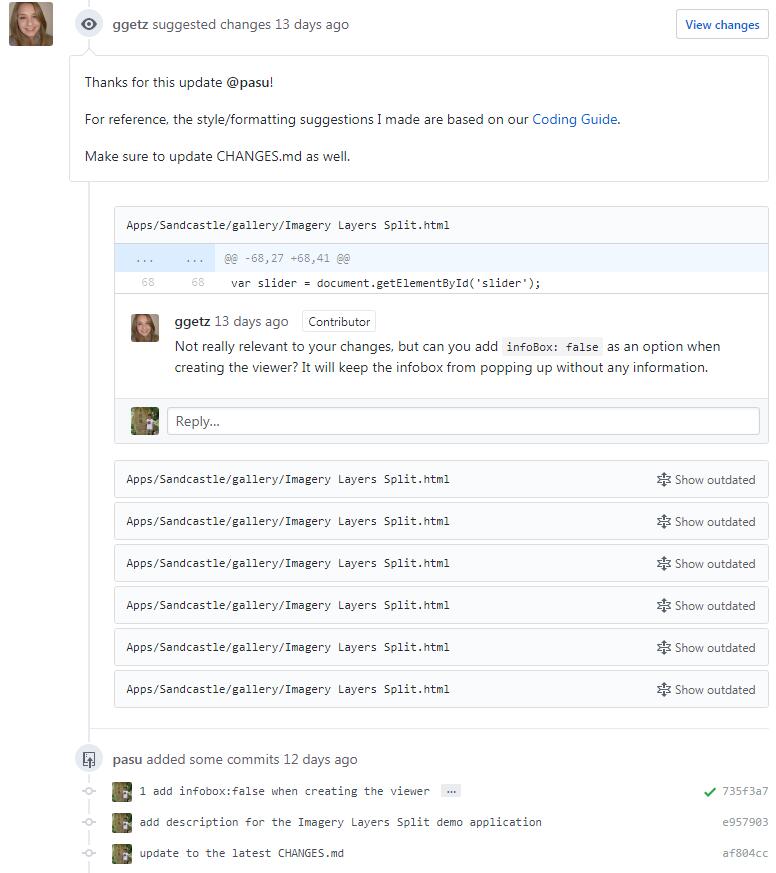 ggetz suggested changes 13 days ago
View changes
Thanks for this update @pasu!
For reference, the style/formatting suggestions I made are based on our Coding Guide.
Make sure to update CHANGES.md as well.
Apps/Sandcastle/gallery/Imagery Layers Split.html
... ... @@ -68,27 +68,41 @@
68 68 var slider = document.getElementById('slider');
ggetz 13 days ago Contributor
Not really relevant to your changes, but can you add infoBox: false as an option when
creating the viewer? It will keep the infobox from popping up without any information.
Reply...
Apps/Sandcastle/gallery/Imagery Layers Split.html Show outdated
Apps/Sandcastle/gallery/Imagery Layers Split.html Show outdated
Apps/Sandcastle/gallery/Imagery Layers Split.html Show outdated
Apps/Sandcastle/gallery/Imagery Layers Split.html Show outdated
Apps/Sandcastle/gallery/Imagery Layers Split.html Show outdated
Apps/Sandcastle/gallery/Imagery Layers Split.html Show outdated
pasu added some commits 12 days ago
1 add infobox:false when creating the viewer ... 735f3a7
add description for the Imagery Layers Split demo application e957903
update to the latest CHANGES.md af804cc